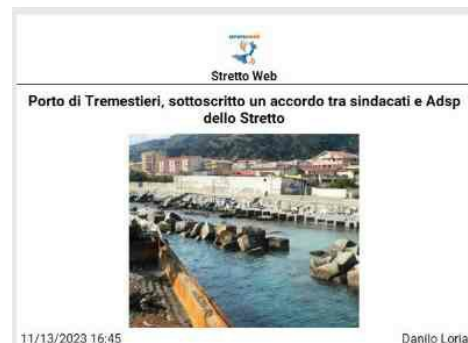 Stretto Web
Porto di Tremestieri, sottoscritto un accordo tra sindacati e Adsp
dello Stretto
11/13/2023 16:45
Danilo Loria